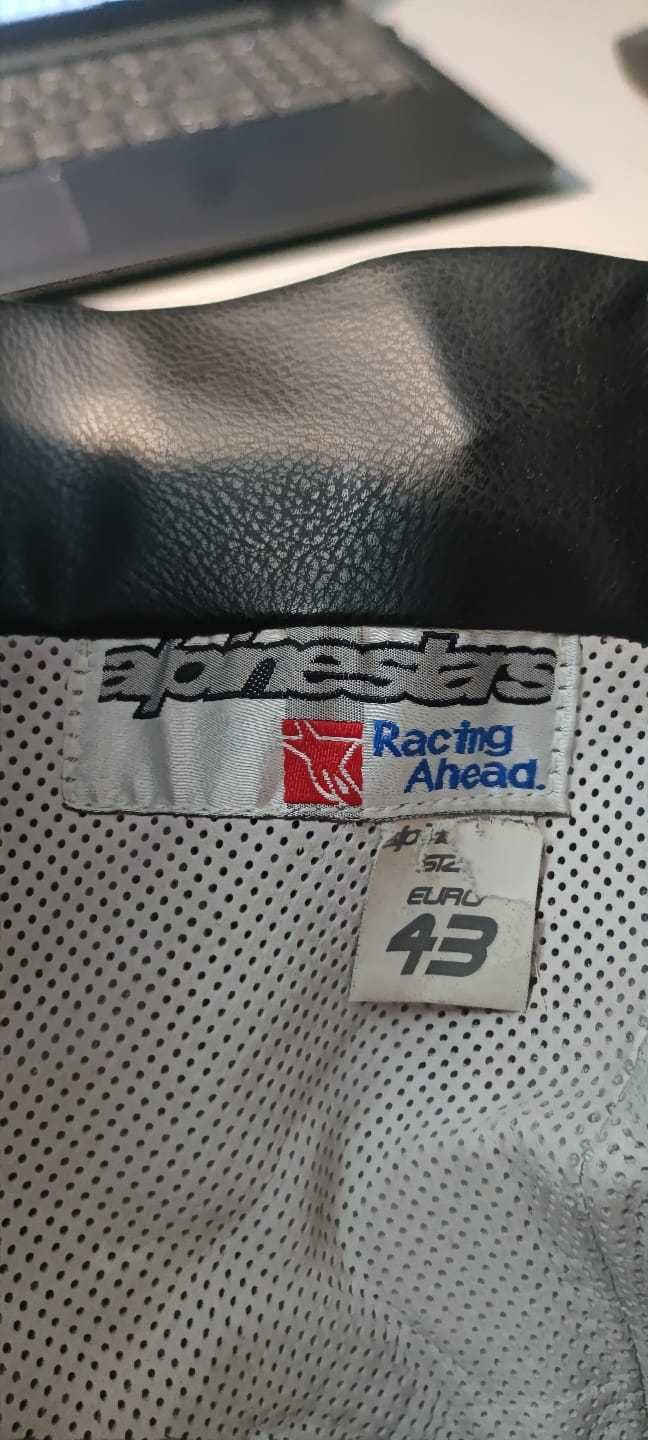 alpinestars
Racing
Ahead.
EURO
43